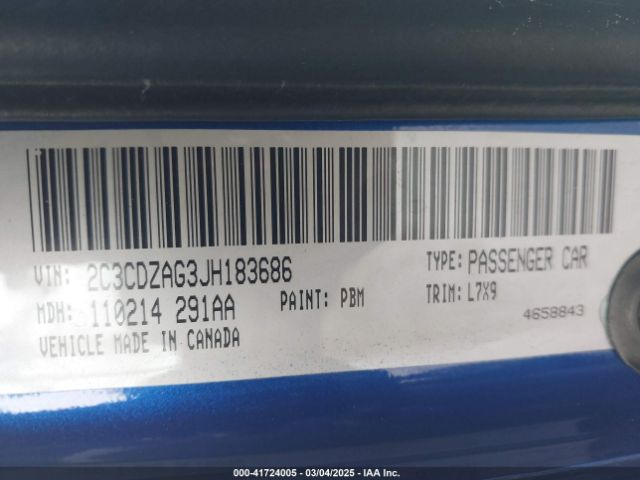 VIN: 2C3CDZAG3JH183686
TYPE: PASSENGER CAR
MDH: 110214 291AA
PAINT: PBM
TRIM: L7X9
4658843
VEHICLE MADE IN CANADA
000-41724005 - 03/04/2025 - IAA Inc.